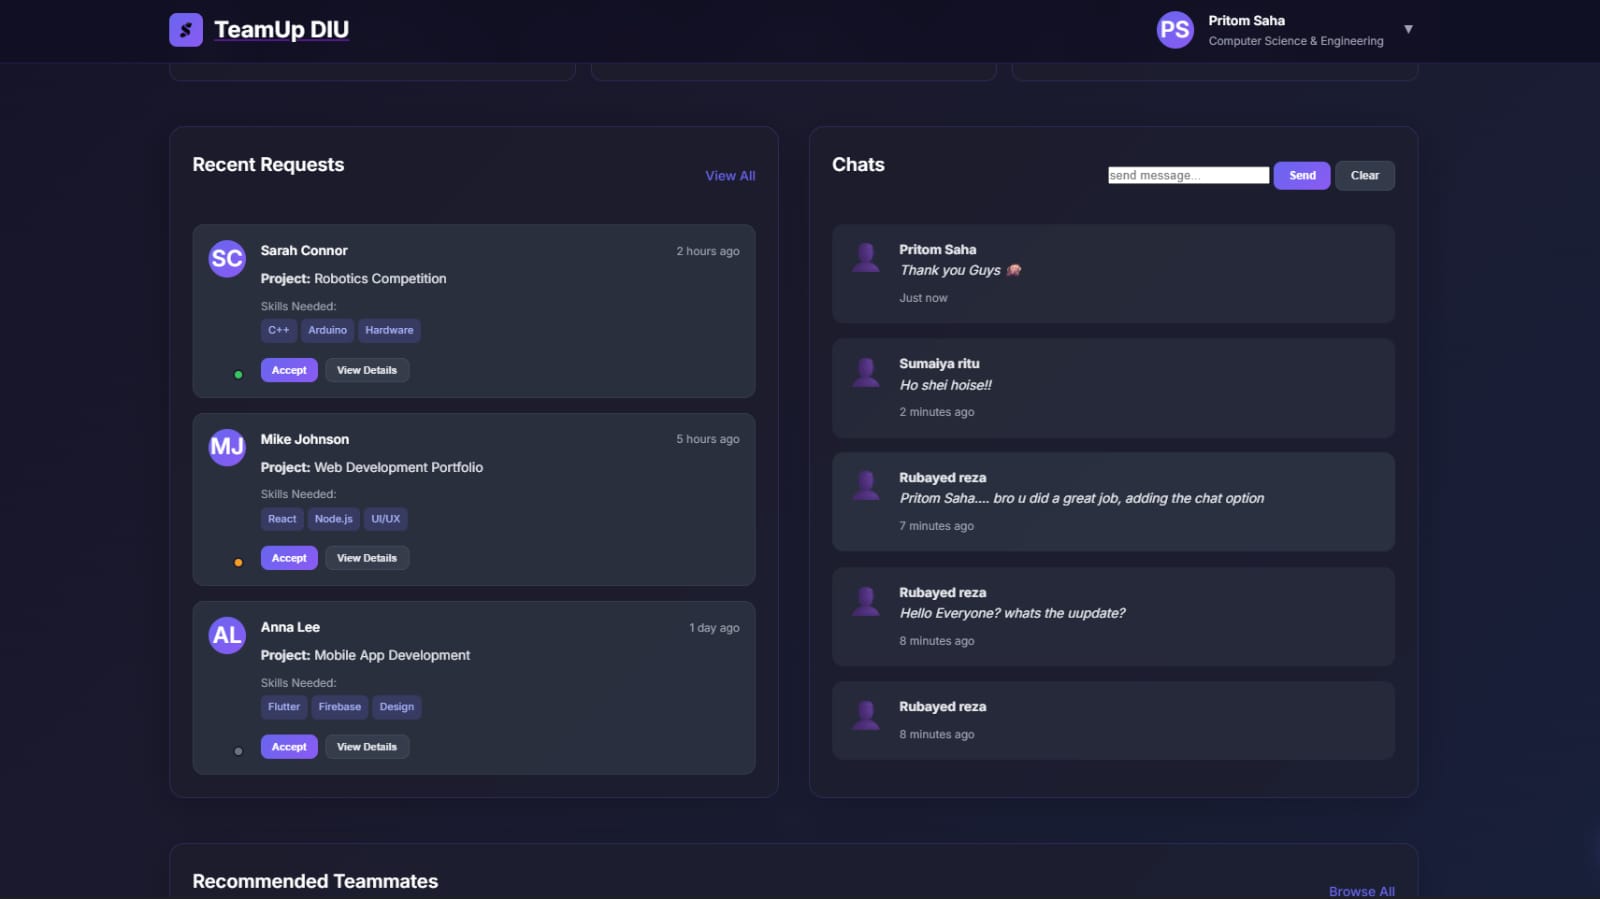 TeamUp DIU
PS
Pritom Saha
Computer Science & Engineering
Recent Requests
View All
SC
Sarah Connor
2 hours ago
Project: Robotics Competition
Skills Needed:
C++ Arduino Hardware
Accept View Details
MJ
Mike Johnson
5 hours ago
Project: Web Development Portfolio
Skills Needed:
React Node.js UI/UX
Accept View Details
AL
Anna Lee
1 day ago
Project: Mobile App Development
Skills Needed:
Flutter Firebase Design
Accept View Details
Chats
send message...
Send
Clear
Pritom Saha
Thank you Guys
Just now
Sumaiya ritu
Ho shei hoise!!
2 minutes ago
Rubayed reza
Pritom Saha.... bro u did a great job, adding the chat option
7 minutes ago
Rubayed reza
Hello Everyone? whats the uupdate?
8 minutes ago
Rubayed reza
8 minutes ago
Recommended Teammates
Browse All